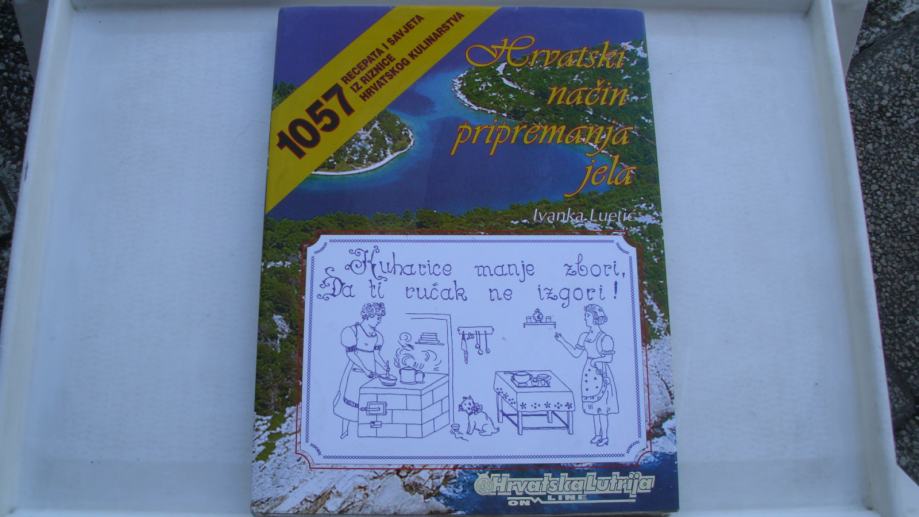 1057
RECEPATA I SAVJETA
IZ RIZNICE
HRVATSKOG KULINARSTVA
Hrvatski
način
pripremanja
jela
Ivanka Luetić
Kuharice manje zbori,
Da ti ručak ne izgori!
@HrvatskaLutrija
ON LINE